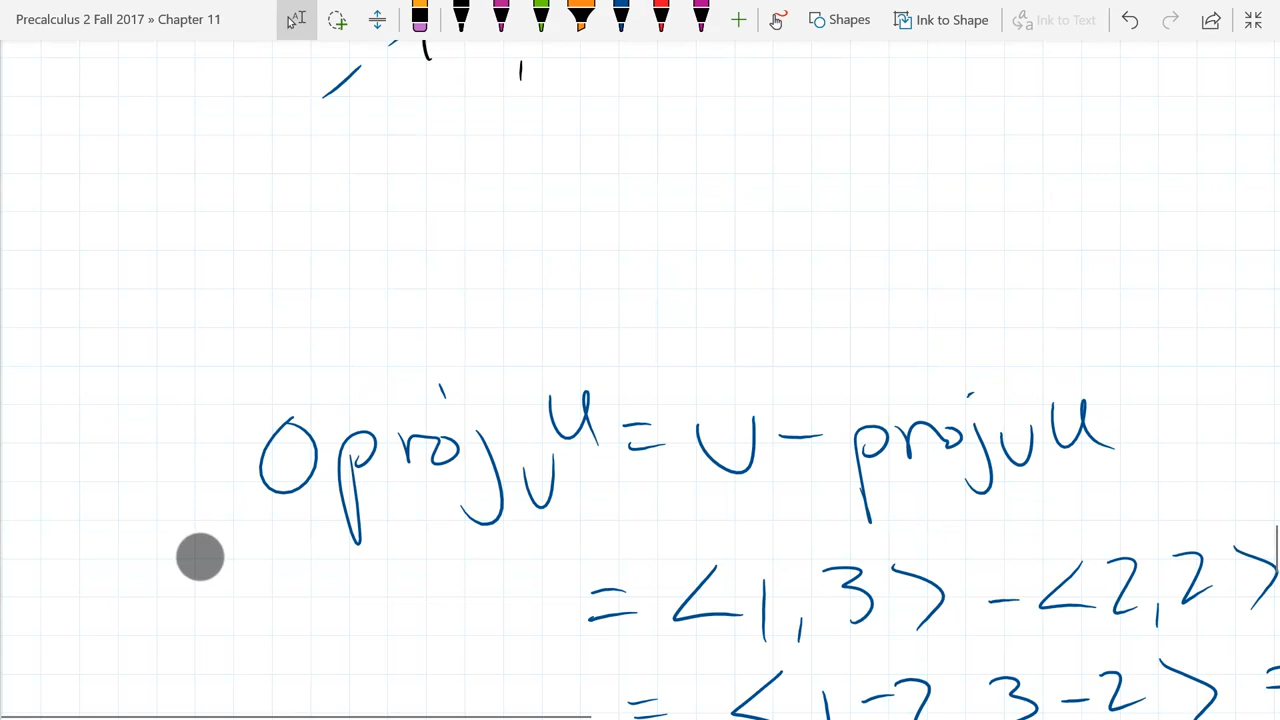 Precalculus 2 Fall 2017 » Chapter 11
Shapes
Ink to Shape
Ink to Text
Oproj_v u = u - proj_v u
= <1, 3> - <2, 2>
= <1-2 3-2> =